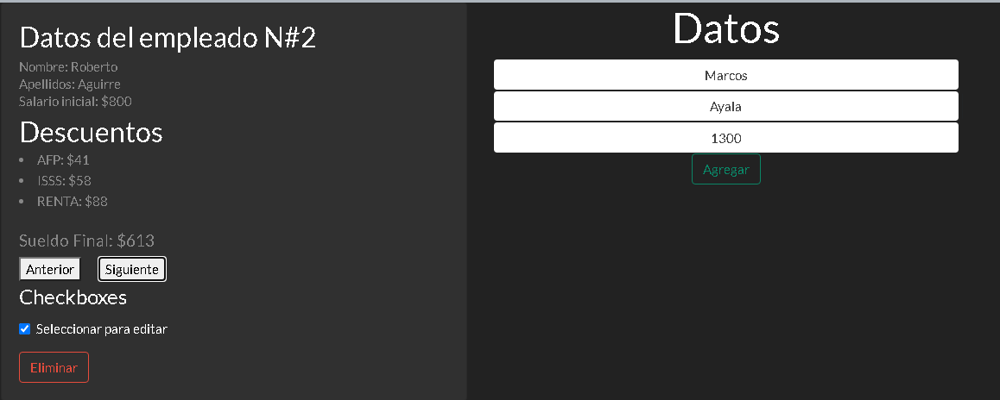 Datos del empleado N#2
Nombre: Roberto
Apellidos: Aguirre
Salario inicial: $800
Descuentos
AFP: $41
ISSS: $58
RENTA: $88
Sueldo Final: $613
Anterior Siguiente
Checkboxes
Seleccionar para editar
Eliminar
Datos
Marcos
Ayala
1300
Agregar